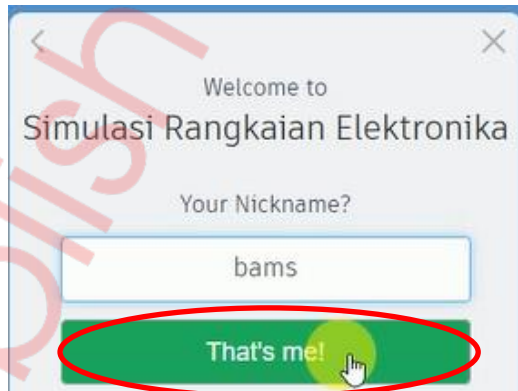 Welcome to
Simulasi Rangkaian Elektronika
Your Nickname?
bams
That's me!